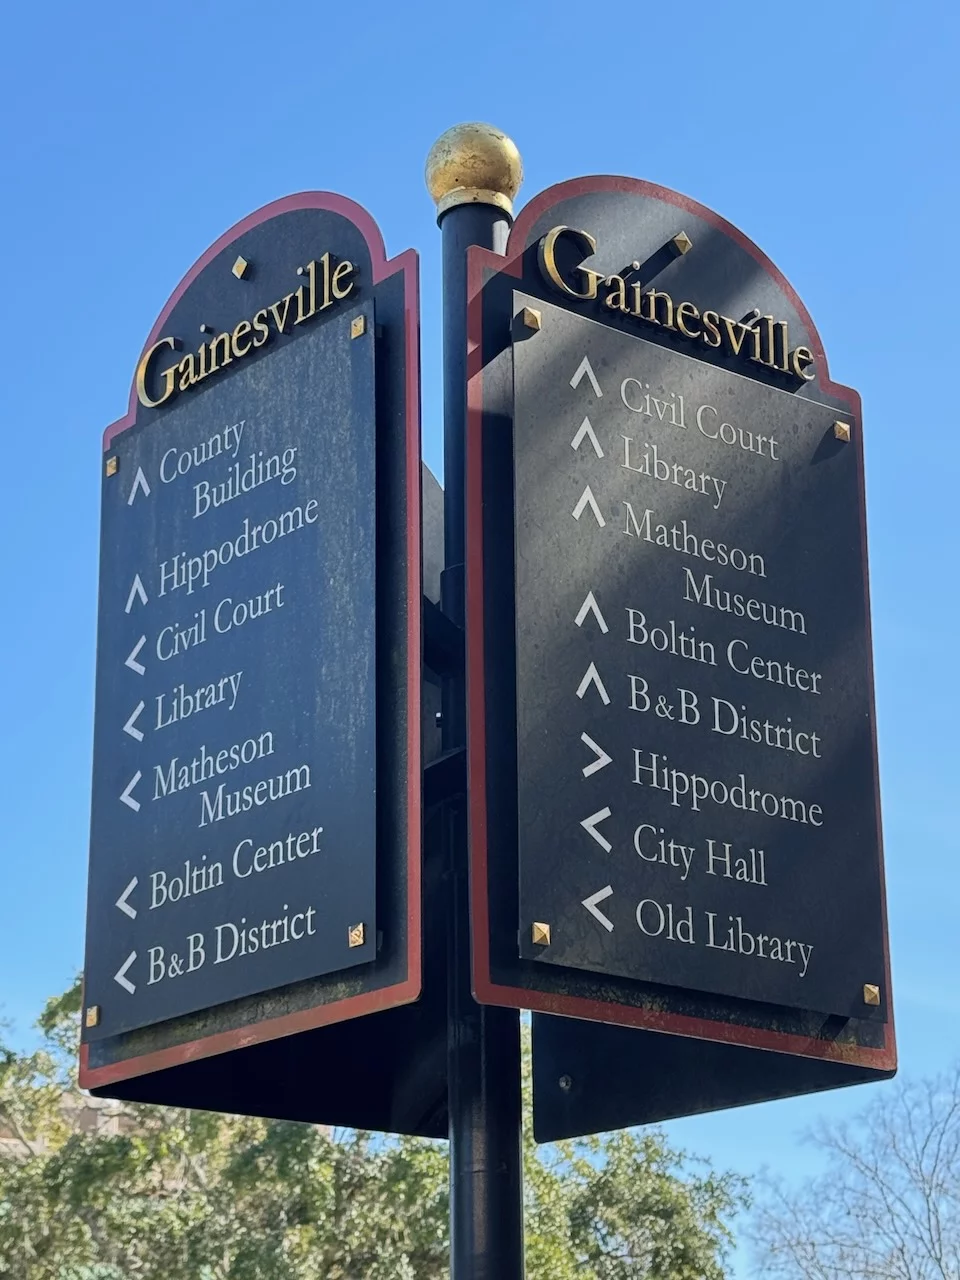 Gainesville
County
Building
Hippodrome
Civil Court
Library
Matheson
Museum
Boltin Center
B&B District
Gainesville
Civil Court
Library
Matheson
Museum
Boltin Center
B&B District
Hippodrome
City Hall
Old Library